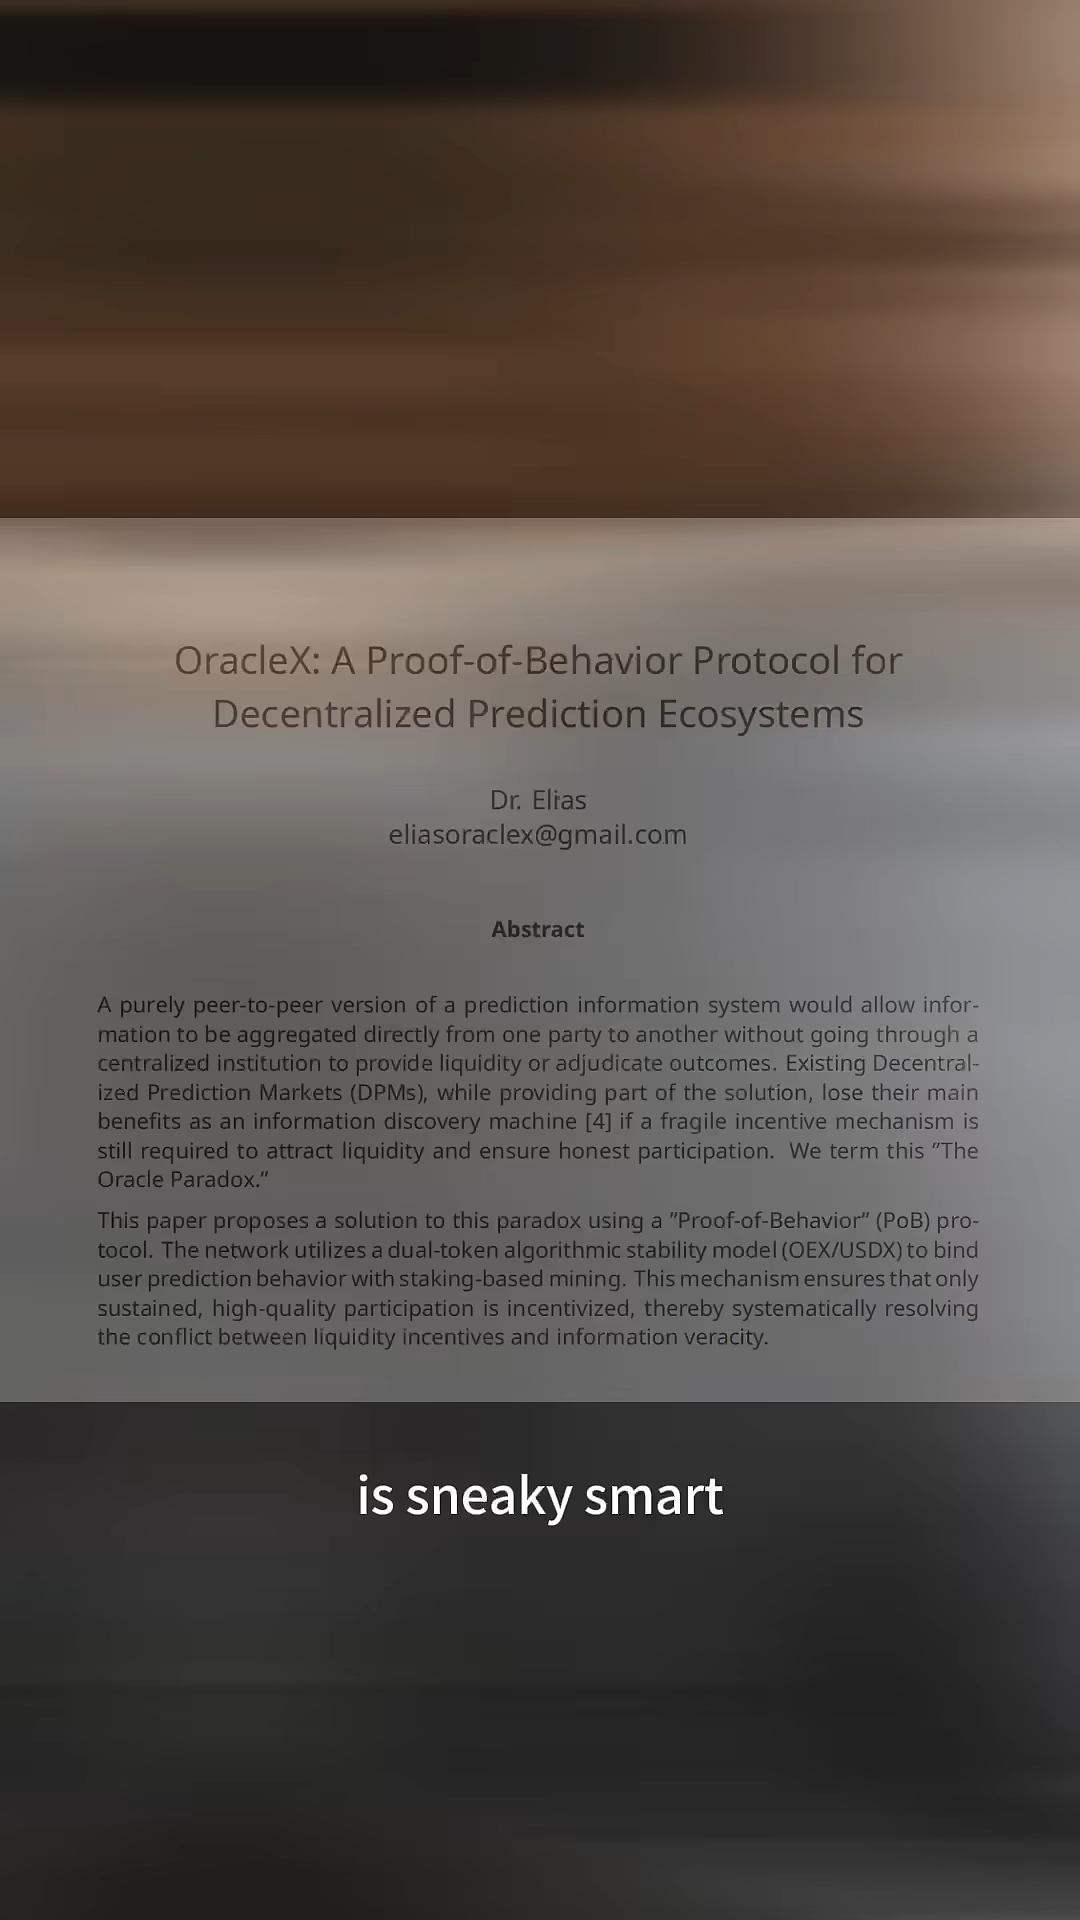 OracleX: A Proof-of-Behavior Protocol for
Decentralized Prediction Ecosystems
Dr. Elias
eliasoraclex@gmail.com
Abstract
A purely peer-to-peer version of a prediction information system would allow infor-
mation to be aggregated directly from one party to another without going through a
centralized institution to provide liquidity or adjudicate outcomes. Existing Decentral-
ized Prediction Markets (DPMs), while providing part of the solution, lose their main
benefits as an information discovery machine [4] if a fragile incentive mechanism is
still required to attract liquidity and ensure honest participation. We term this ”The
Oracle Paradox.”
This paper proposes a solution to this paradox using a ”Proof-of-Behavior” (PoB) pro-
tocol. The network utilizes a dual-token algorithmic stability model (OEX/USDX) to bind
user prediction behavior with staking-based mining. This mechanism ensures that only
sustained, high-quality participation is incentivized, thereby systematically resolving
the conflict between liquidity incentives and information veracity.
is sneaky smart